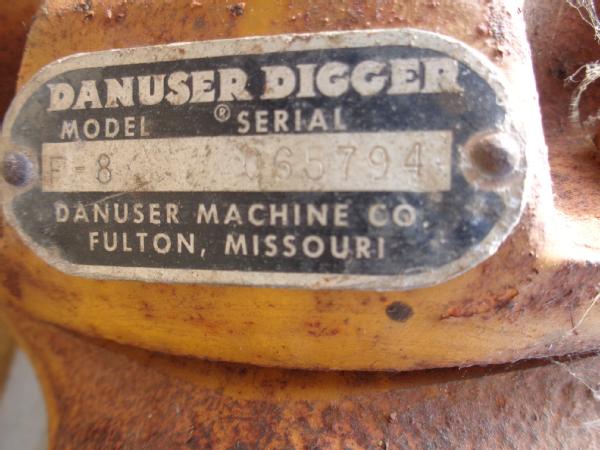 DANUSER DIGGER
MODEL ® SERIAL
F-8 065794
DANUSER MACHINE CO
FULTON, MISSOURI